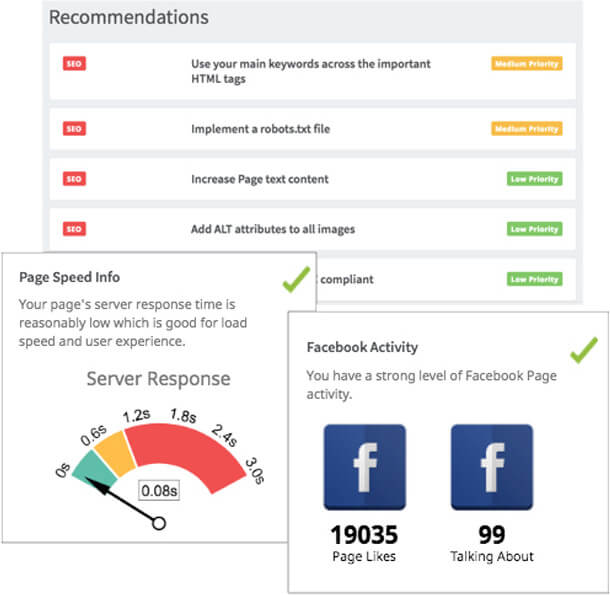 Recommendations
SEO
Use your main keywords across the important
HTML tags
Medium Priority
SEO
Implement a robots.txt file
Medium Priority
SEO
Increase Page text content
Low Priority
SEO
Add ALT attributes to all images
Low Priority
compliant
Low Priority
Page Speed Info
Your page's server response time is
reasonably low which is good for load
speed and user experience.
Server Response
0s
0.6s
1.2s
1.8s
2.4s
3.0s
0.08s
Facebook Activity
You have a strong level of Facebook Page
activity.
f
f
19035
99
Page Likes
Talking About